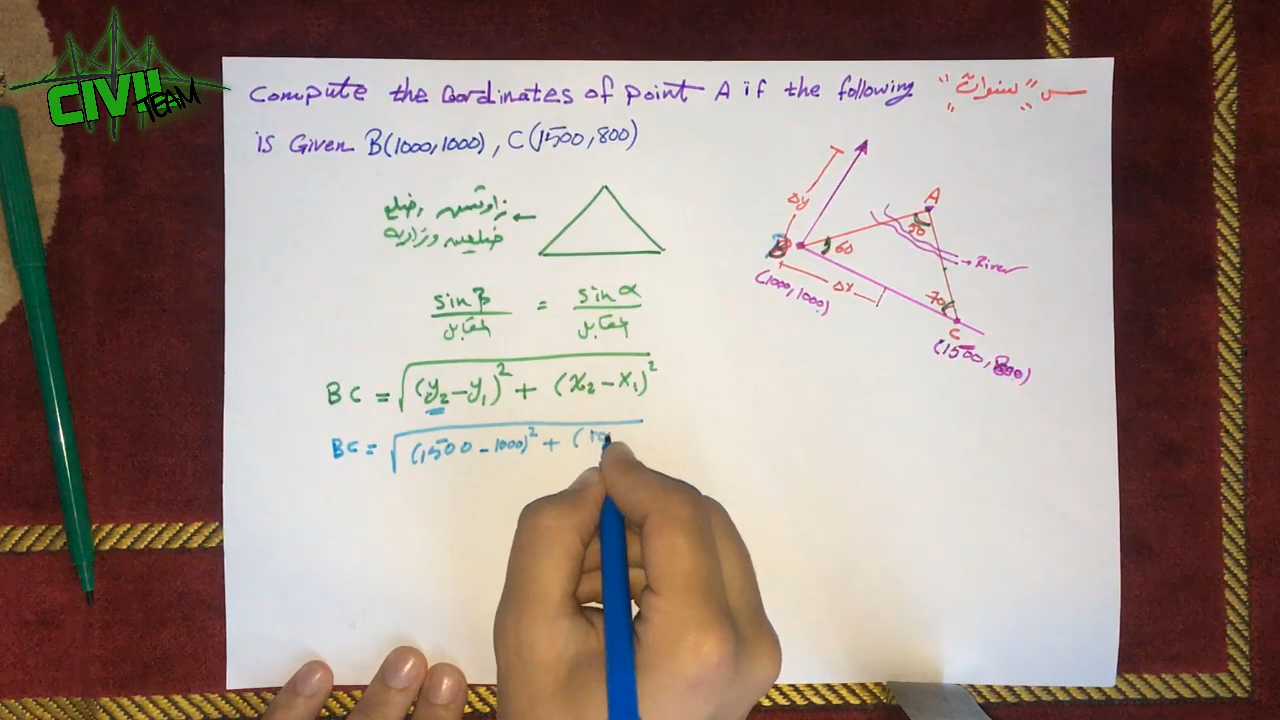 CIVIL TEAM
Compute the Coordinates of point A if the following
is Given B(1000,1000), C(1500,800)
س "سنوات"
زاويتين وضلع
ضلعين وزاوية
sin β / المقابل = sin α / المقابل
BC = √(y₂-y₁)² + (x₂-x₁)²
BC = √(1500-1000)² + (10
Δy
A
50
B
60
River
(1000,1000)
Δx
70
C
(1500,800)